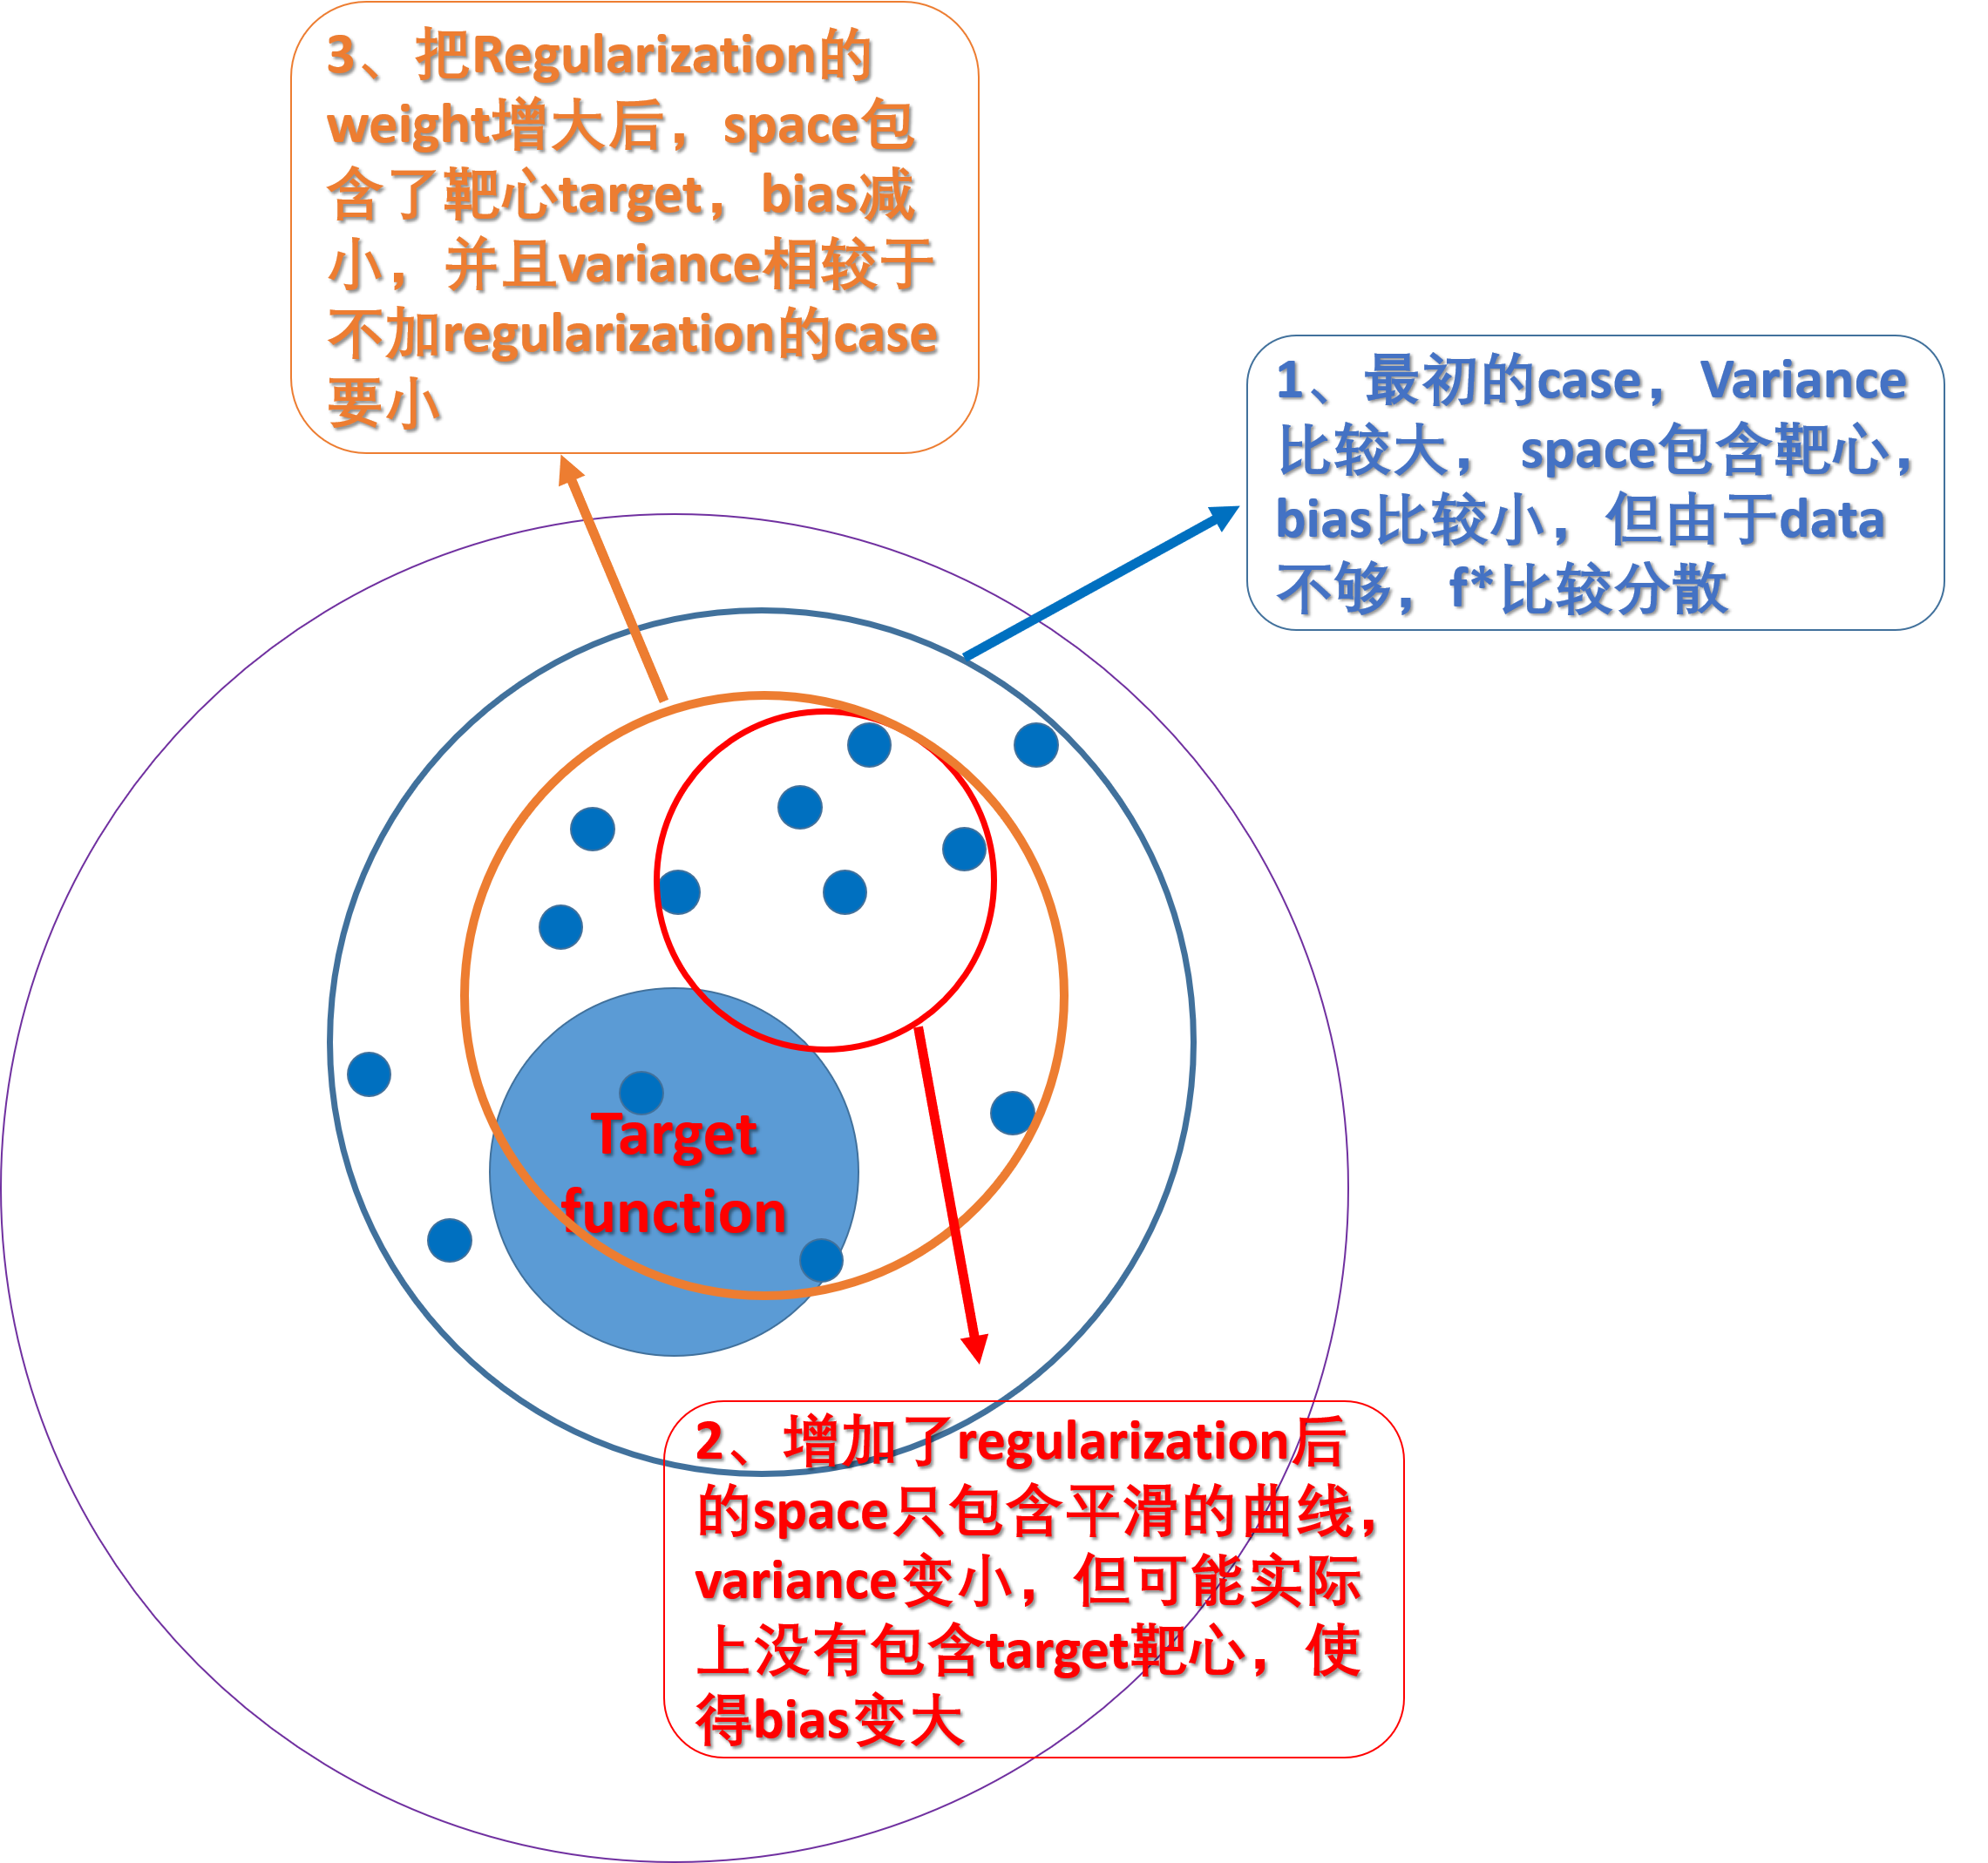 3、把Regularization的
weight增大后，space包
含了靶心target，bias减
小，并且variance相较于
不加regularization的case
要小
1、最初的case，Variance
比较大， space包含靶心，
bias比较小，但由于data
不够，f*比较分散
Target
function
2、增加了regularization后
的space只包含平滑的曲线，
variance变小，但可能实际
上没有包含target靶心，使
得bias变大